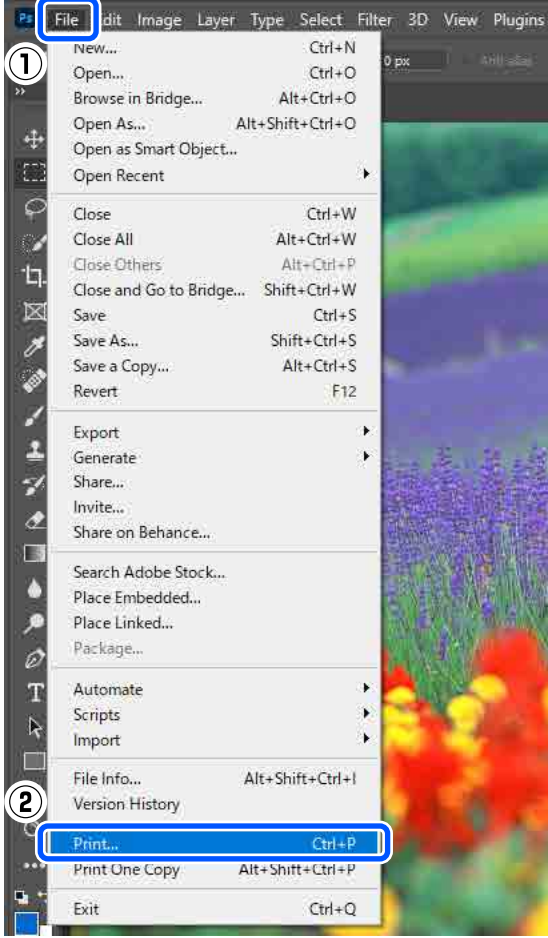 Ps File Edit Image Layer Type Select Filter 3D View Plugins
①
0 px Anti-alias
New... Ctrl+N
Open... Ctrl+O
Browse in Bridge... Alt+Ctrl+O
Open As... Alt+Shift+Ctrl+O
Open as Smart Object...
Open Recent
Close Ctrl+W
Close All Alt+Ctrl+W
Close Others Alt+Ctrl+P
Close and Go to Bridge... Shift+Ctrl+W
Save Ctrl+S
Save As... Shift+Ctrl+S
Save a Copy... Alt+Ctrl+S
Revert F12
Export
Generate
Share...
Invite...
Share on Behance...
Search Adobe Stock...
Place Embedded...
Place Linked...
Package...
Automate
Scripts
Import
File Info... Alt+Shift+Ctrl+I
Version History
②
Print... Ctrl+P
Print One Copy Alt+Shift+Ctrl+P
Exit Ctrl+Q